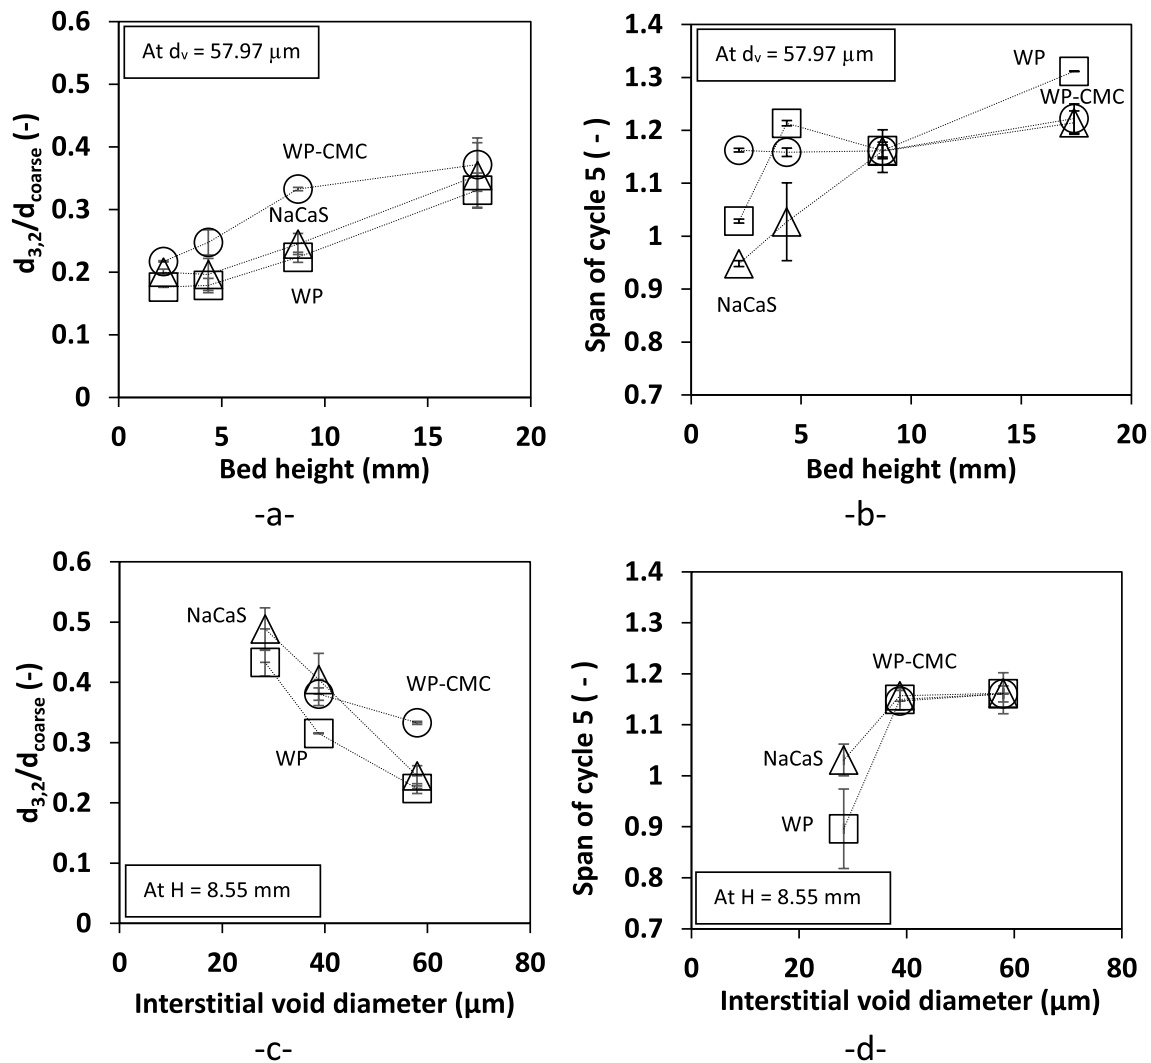 0.6
0.5
0.4
0.3
0.2
0.1
0
d3,2/dcoarse (-)
At dv = 57.97 μm
WP-CMC
NaCaS
WP
0 5 10 15 20
Bed height (mm)
-a-
1.4
1.3
1.2
1.1
1
0.9
0.8
0.7
Span of cycle 5 ( - )
At dv = 57.97 μm
WP
WP-CMC
NaCaS
0 5 10 15 20
Bed height (mm)
-b-
0.6
0.5
0.4
0.3
0.2
0.1
0
d3,2/dcoarse (-)
NaCaS
WP-CMC
WP
At H = 8.55 mm
0 20 40 60 80
Interstitial void diameter (μm)
-c-
1.4
1.3
1.2
1.1
1
0.9
0.8
0.7
Span of cycle 5 ( - )
WP-CMC
NaCaS
WP
At H = 8.55 mm
0 20 40 60 80
Interstitial void diameter (μm)
-d-